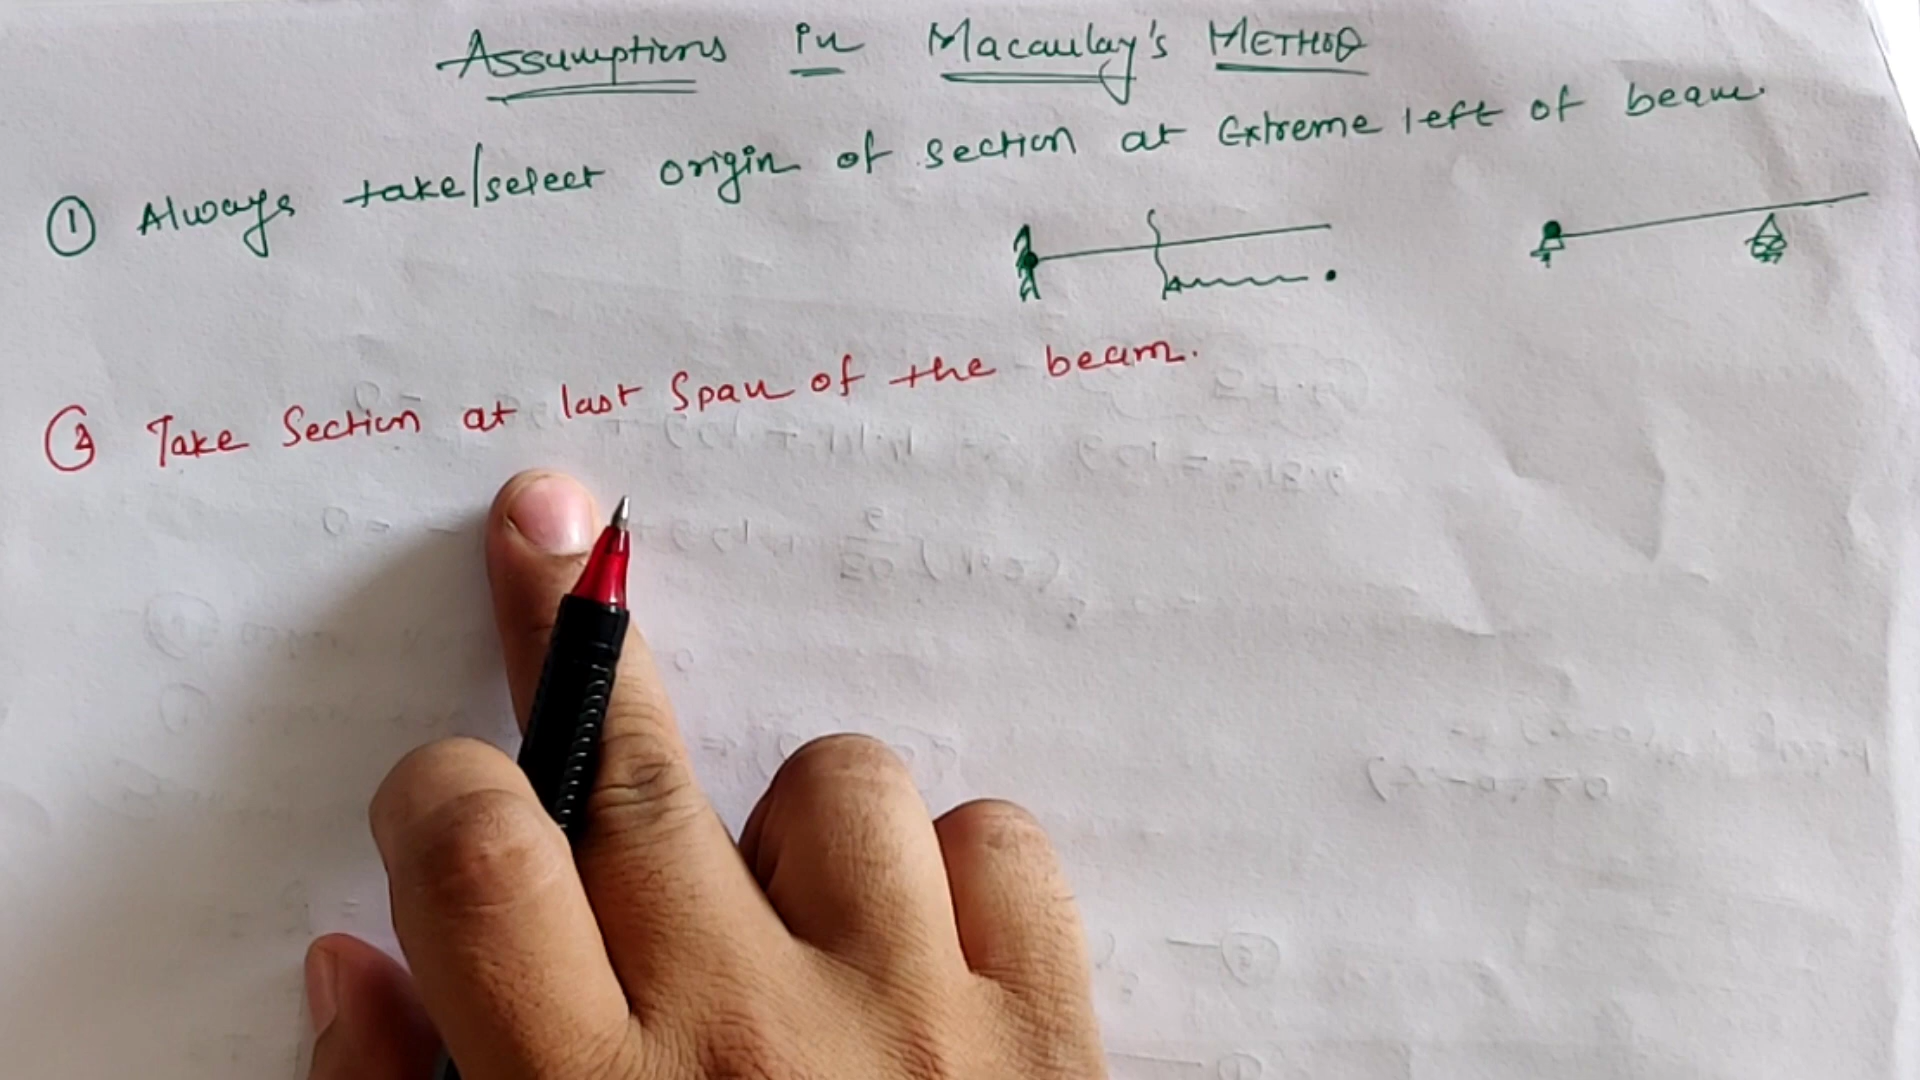 Assumptions in Macaulay's METHOD
① Always take/select origin of section at Extreme left of beam.
② Take Section at last Span of the beam.